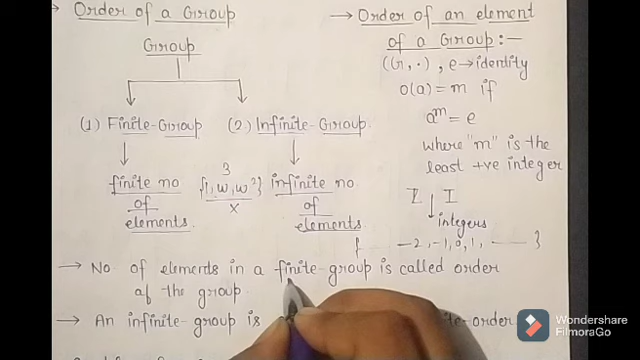 → Order of a Group
Group
(1) Finite-Group (2) Infinite-Group.
finite no
of
elements
3
{1, w, w²}
x
infinite no
of
elements.
→ No of elements in a finite-group is called order
of the group.
→ An infinite-group is
-order
→ Order of an element
of a Group:-
(G, ·), e→identity
o(a) = m if
aᵐ = e
where "m" is the
least +ve integer
Z ↓ I
integers
{ —2, -1, 0, 1, —— }
Wondershare
FilmoraGo